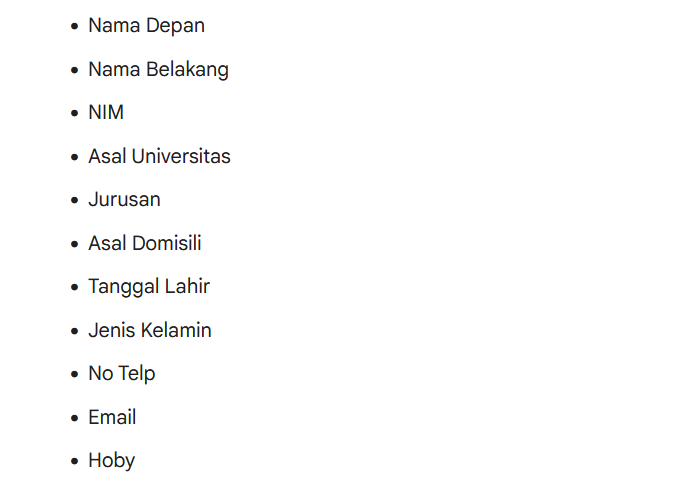 • Nama Depan
• Nama Belakang
• NIM
• Asal Universitas
• Jurusan
• Asal Domisili
• Tanggal Lahir
• Jenis Kelamin
• No Telp
• Email
• Hoby